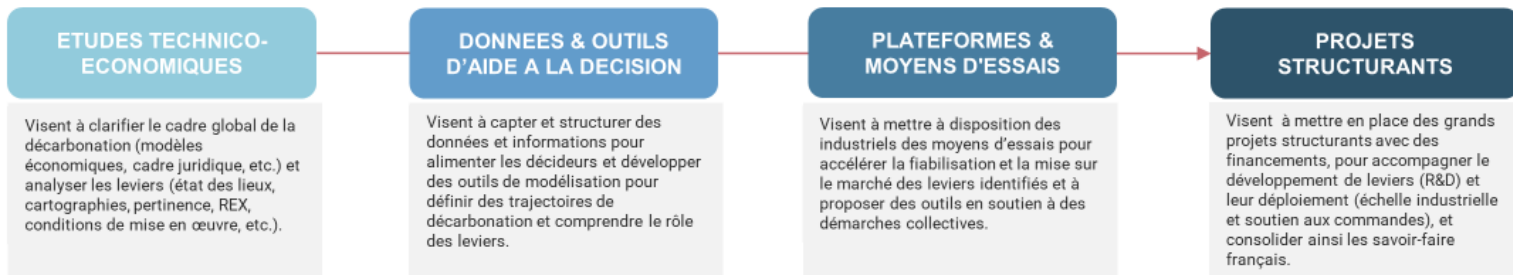 ETUDES TECHNICO-
ECONOMIQUES
Visent à clarifier le cadre global de la
décarbonation (modèles
économiques, cadre juridique, etc.) et
analyser les leviers (état des lieux,
cartographies, pertinence, REX,
conditions de mise en œuvre, etc.).
DONNEES & OUTILS
D'AIDE A LA DECISION
Visent à capter et structurer des
données et informations pour
alimenter les décideurs et développer
des outils de modélisation pour
définir des trajectoires de
décarbonation et comprendre le rôle
des leviers.
PLATEFORMES &
MOYENS D'ESSAIS
Visent à mettre à disposition des
industriels des moyens d'essais pour
accélérer la fiabilisation et la mise sur
le marché des leviers identifiés et à
proposer des outils en soutien à des
démarches collectives.
PROJETS
STRUCTURANTS
Visent à mettre en place des grands
projets structurants avec des
financements, pour accompagner le
développement de leviers (R&D) et
leur déploiement (échelle industrielle
et soutien aux commandes), et
consolider ainsi les savoir-faire
français.